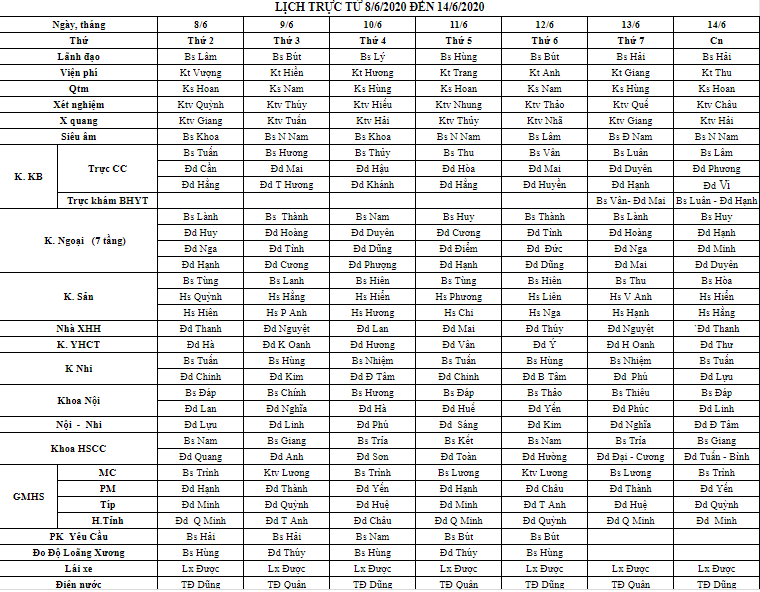 LỊCH TRỰC TỪ 8/6/2020 ĐẾN 14/6/2020
Ngày, tháng 8/6 9/6 10/6 11/6 12/6 13/6 14/6
Thứ Thứ 2 Thứ 3 Thứ 4 Thứ 5 Thứ 6 Thứ 7 Cn
Lãnh đạo Bs Lâm Bs Bút Bs Lý Bs Hùng Bs Bút Bs Hải Bs Hải
Viện phí Kt Vượng Kt Hiền Kt Hương Kt Trang Kt Anh Kt Giang Kt Thu
Qtm Ks Hoan Ks Nam Ks Hùng Ks Hoan Ks Nam Ks Hùng Ks Hoan
Xét nghiệm Ktv Quỳnh Ktv Thúy Ktv Hiếu Ktv Nhung Ktv Thảo Ktv Quế Ktv Châu
X quang Ktv Giang Ktv Tuấn Ktv Hải Ktv Thủy Ktv Nhã Ktv Giang Ktv Hải
Siêu âm Bs Khoa Bs N Nam Bs Khoa Bs N Nam Bs Lâm Bs Đ Nam Bs N Nam
K. KB Trực CC Bs Tuấn Bs Hương Bs Thủy Bs Thu Bs Vân Bs Luân Bs Lâm
Đd Cần Đd Mai Đd Hậu Đd Hòa Đd Mai Đd Duyên Đd Phương
Đd Hằng Đd T Hương Đd Khánh Đd Hằng Đd Huyền Đd Hạnh Đd Vi
Trực khám BHYT Bs Vân- Đd Mai Bs Luân - Đd Hạnh
K. Ngoại (7 tầng) Bs Lành Bs Thành Bs Nam Bs Huy Bs Thành Bs Lành Bs Huy
Đd Huy Đd Hoàng Đd Duyên Đd Cương Đd Tính Đd Hoàng Đd Hạnh
Đd Nga Đd Tình Đd Dũng Đd Điểm Đd Đức Đd Nga Đd Minh
Đd Hạnh Đd Cương Đd Phượng Đd Hạnh Đd Dũng Đd Mai Đd Duyên
K. Sản Bs Tùng Bs Lanh Bs Hiên Bs Tùng Bs Hiên Bs Thu Bs Hòa
Hs Quỳnh Hs Hằng Hs Hiển Hs Phương Hs Liên Hs V Anh Hs Hiển
Hs Hiên Hs P Anh Hs Hương Hs Chi Hs Nga Hs Hạnh Hs Hằng
Nhà XHH Đd Thanh Đd Nguyệt Đd Lan Đd Mai Đd Thúy Đd Nguyệt `Đd Thanh
K. YHCT Đd Hà Đd K Oanh Đd Hương Đd Vân Đd Ý Đd H Oanh Đd Thư
K Nhi Bs Tuấn Bs Hùng Bs Nhiệm Bs Tuấn Bs Hùng Bs Nhiệm Bs Tuấn
Đd Chinh Đd Kim Đd Đ Tâm Đd Chinh Đd B Tâm Đd Phú Đd Lựu
Khoa Nội Bs Đáp Bs Chính Bs Hương Bs Đáp Bs Thảo Bs Thiêu Bs Đáp
Đd Lan Đd Nghĩa Đd Hà Đd Huế Đd Yến Đd Phúc Đd Linh
Nội - Nhi Đd Lựu Đd Linh Đd Phú Đd Sáng Đd Kim Đd Nghĩa Đd Đ Tâm
Khoa HSCC Bs Nam Bs Giang Bs Tría Bs Kết Bs Nam Bs Tría Bs Giang
Đd Quang Đd Anh Đd Sơn Đd Toàn Đd Hường Đd Đại - Cương Đd Tuấn - Bình
GMHS MC Bs Trình Ktv Lương Bs Trình Bs Lương Ktv Lương Bs Lương Bs Trình
PM Đd Hạnh Đd Thành Đd Yến Đd Hạnh Đd Châu Đd Thành Đd Yến
Típ Đd Minh Đd Quỳnh Đd Huệ Đd Minh Đd T Anh Đd Huệ Đd Quỳnh
H.Tỉnh Đd Q Minh Đd T Anh Đd Châu Đd Q Minh Đd Quỳnh Đd Q Minh Đd Minh
PK Yêu Cầu Bs Hải Bs Hải Bs Nam Bs Bút Bs Bút
Đo Độ Loãng Xương Bs Hùng Đd Thúy Bs Hùng Đd Thúy Bs Hùng
Lái xe Lx Được Lx Được Lx Được Lx Được Lx Được Lx Được Lx Được
Điện nước TĐ Dũng TĐ Quân TĐ Dũng TĐ Quân TĐ Dũng TĐ Quân TĐ Dũng